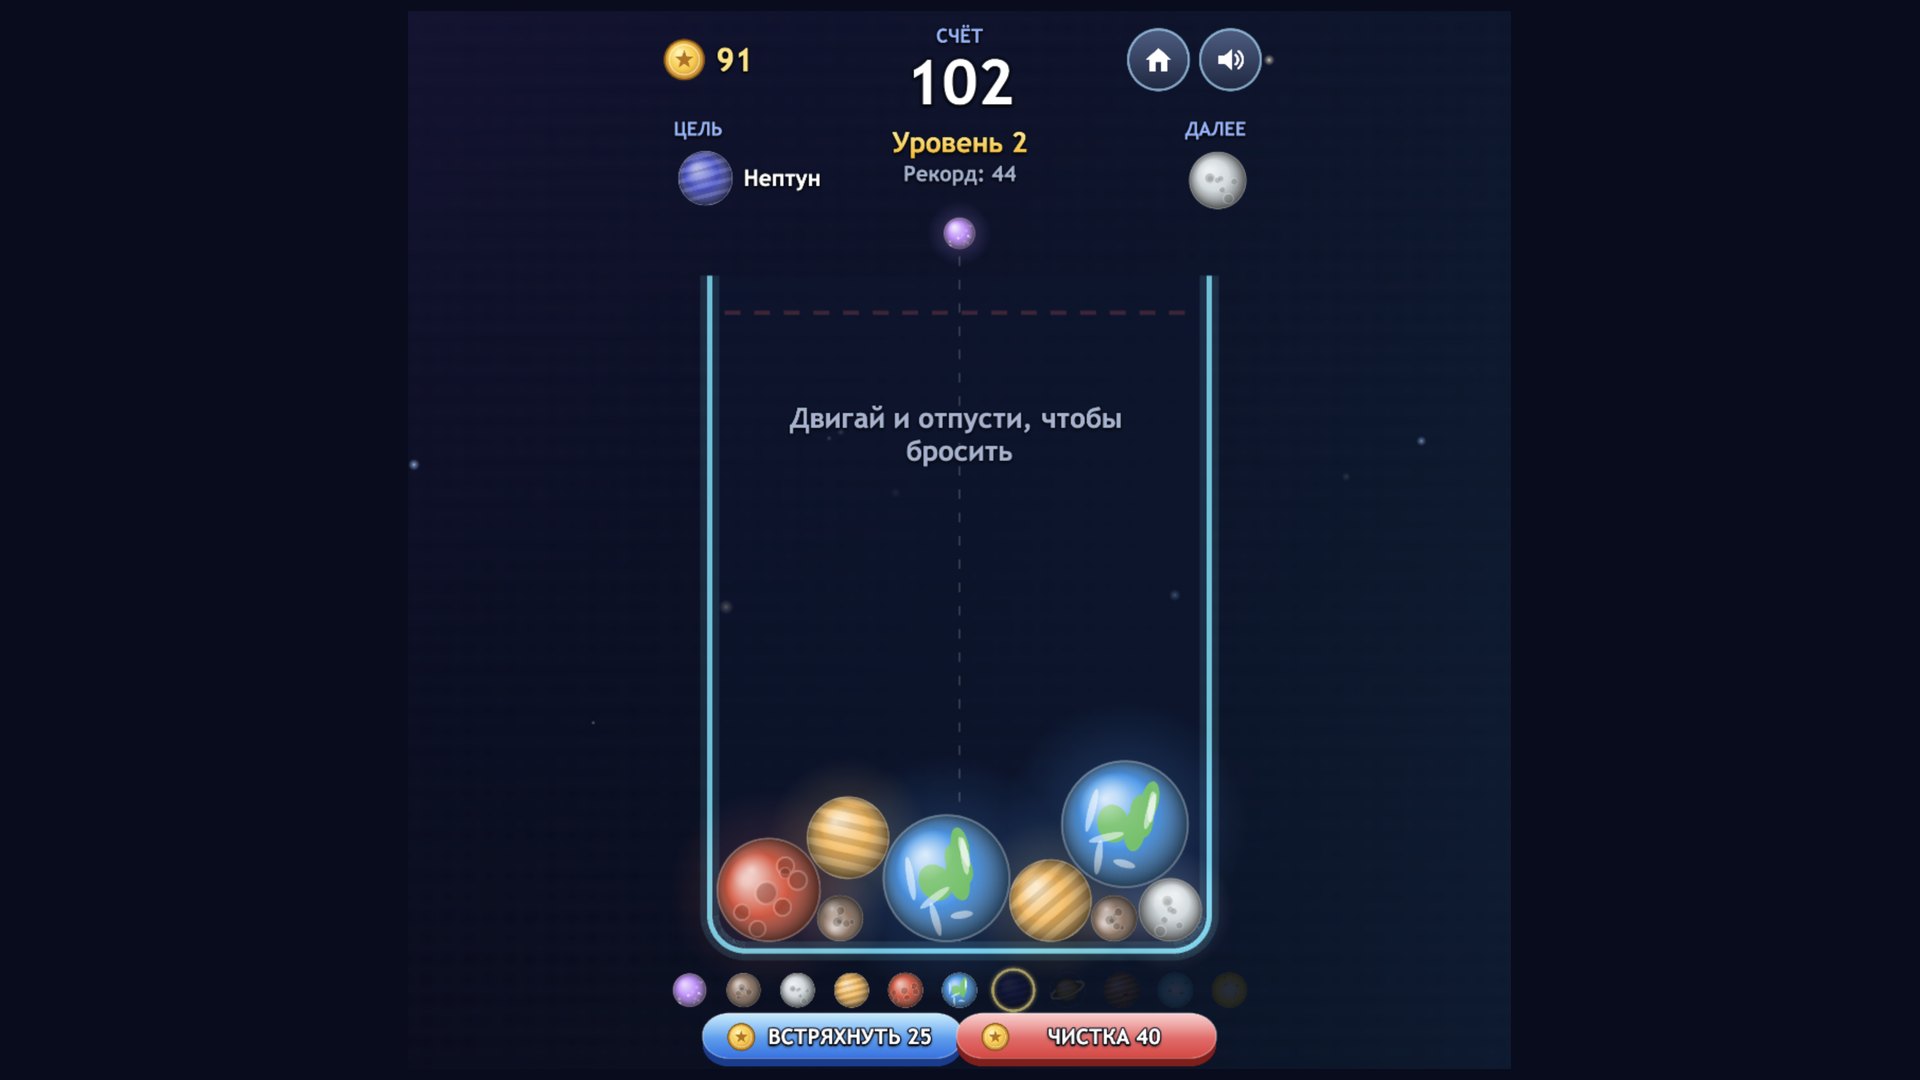 91
СЧЁТ
102
ЦЕЛЬ
Нептун
Уровень 2
Рекорд: 44
ДАЛЕЕ
Двигай и отпусти, чтобы
бросить
ВСТРЯХНУТЬ 25
ЧИСТКА 40